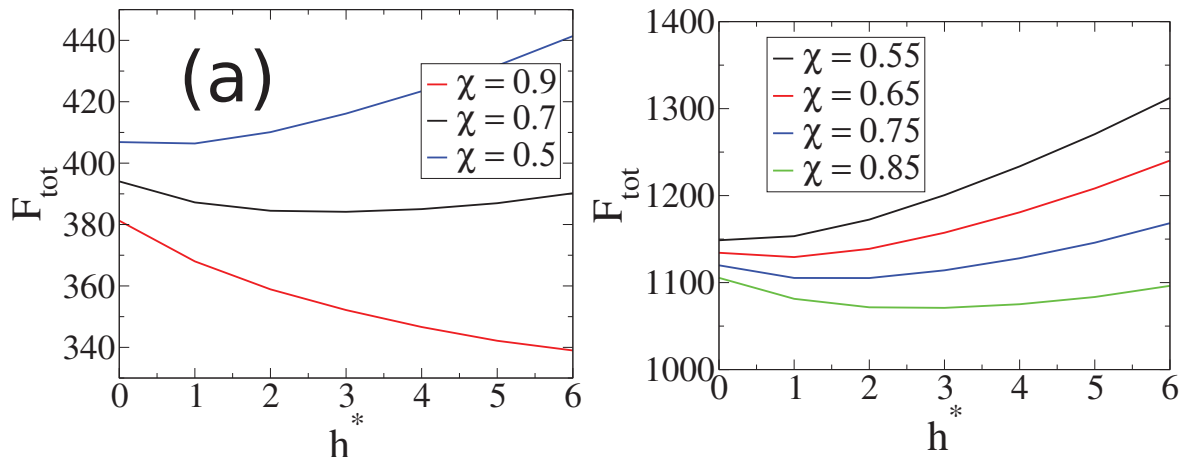 (a)
440
420
400
380
360
340
F_tot
χ = 0.9
χ = 0.7
χ = 0.5
0 1 2 3 4 5 6
h*
1400
1300
1200
1100
1000
F_tot
χ = 0.55
χ = 0.65
χ = 0.75
χ = 0.85
0 1 2 3 4 5 6
h*